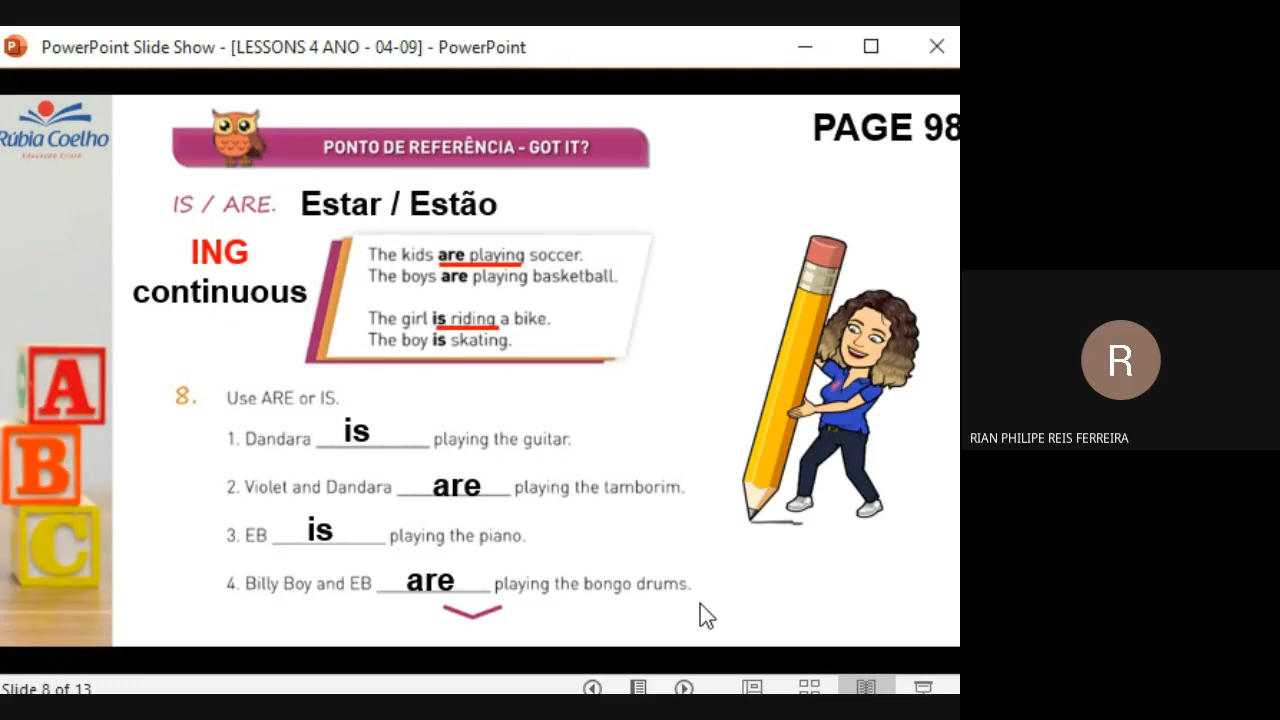 PowerPoint Slide Show - [LESSONS 4 ANO - 04-09] - PowerPoint
Rúbia Coelho
Educação Cristã
PONTO DE REFERÊNCIA - GOT IT?
PAGE 98
IS / ARE. Estar / Estão
ING
continuous
The kids are playing soccer.
The boys are playing basketball.
The girl is riding a bike.
The boy is skating.
8. Use ARE or IS.
1. Dandara is playing the guitar.
2. Violet and Dandara are playing the tamborim.
3. EB is playing the piano.
4. Billy Boy and EB are playing the bongo drums.
A
B
C
R
RIAN PHILIPE REIS FERREIRA
Slide 8 of 13